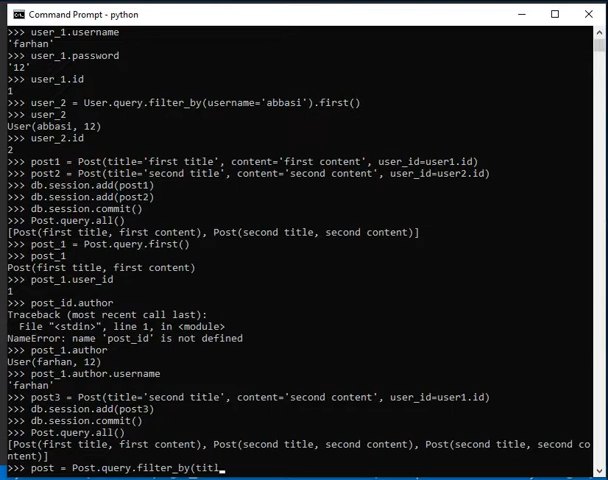 Command Prompt - python
>>> user_1.username
'farhan'
>>> user_1.password
'12'
>>> user_1.id
1
>>> user_2 = User.query.filter_by(username='abbasi').first()
>>> user_2
User(abbasi, 12)
>>> user_2.id
2
>>> post1 = Post(title='first title', content='first content', user_id=user1.id)
>>> post2 = Post(title='second title', content='second content', user_id=user2.id)
>>> db.session.add(post1)
>>> db.session.add(post2)
>>> db.session.commit()
>>> Post.query.all()
[Post(first title, first content), Post(second title, second content)]
>>> post_1 = Post.query.first()
>>> post_1
Post(first title, first content)
>>> post_1.user_id
1
>>> post_id.author
Traceback (most recent call last):
  File "<stdin>", line 1, in <module>
NameError: name 'post_id' is not defined
>>> post_1.author
User(farhan, 12)
>>> post_1.author.username
'farhan'
>>> post3 = Post(title='second title', content='second content', user_id=user1.id)
>>> db.session.add(post3)
>>> db.session.commit()
>>> Post.query.all()
[Post(first title, first content), Post(second title, second content), Post(second title, second co
ntent)]
>>> post = Post.query.filter_by(titl_